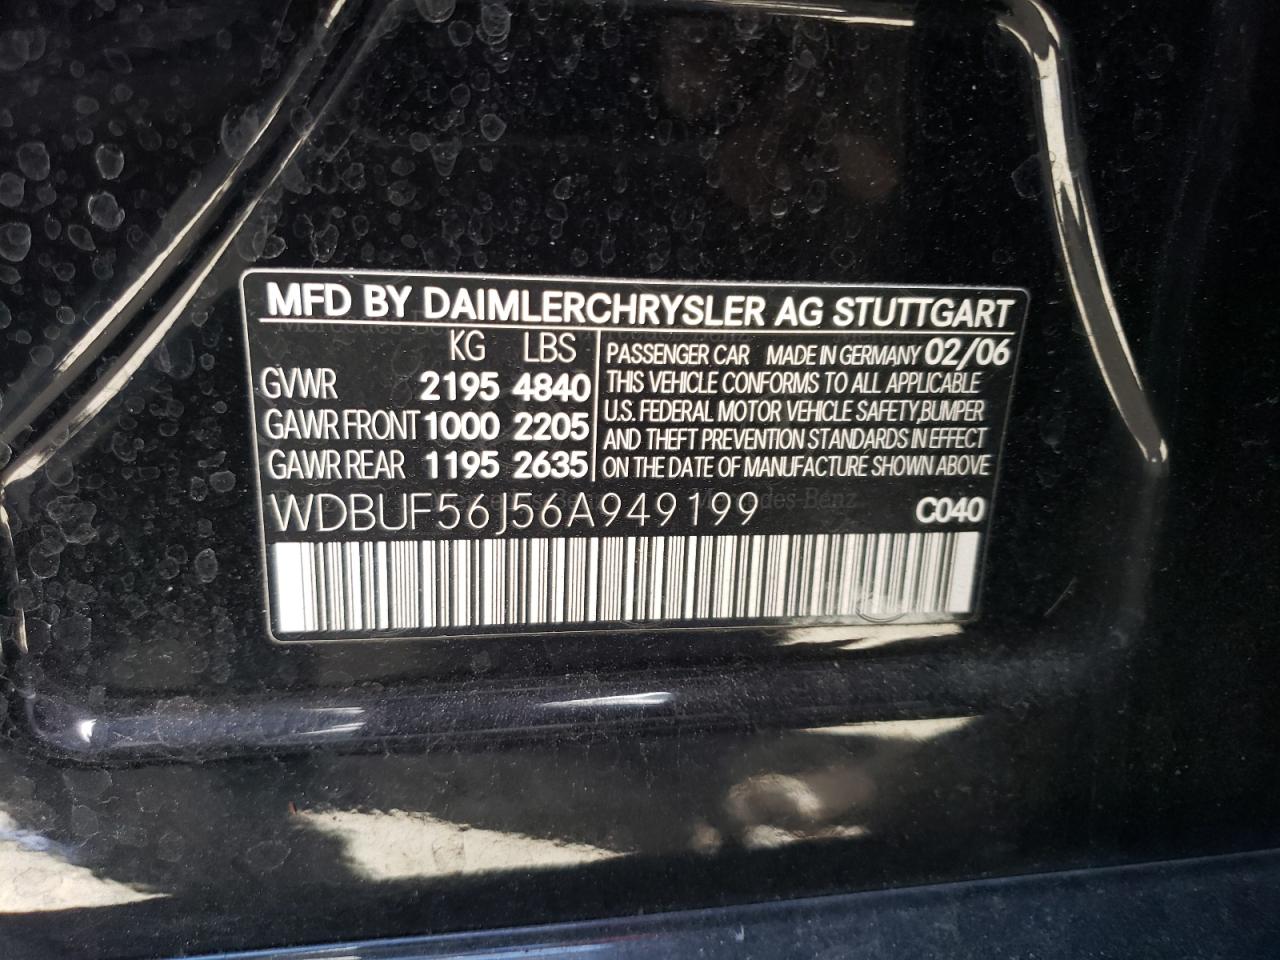 MFD BY DAIMLERCHRYSLER AG STUTTGART
KG LBS
GVWR 2195 4840
GAWR FRONT 1000 2205
GAWR REAR 1195 2635
PASSENGER CAR MADE IN GERMANY 02/06
THIS VEHICLE CONFORMS TO ALL APPLICABLE
U.S. FEDERAL MOTOR VEHICLE SAFETY,BUMPER
AND THEFT PREVENTION STANDARDS IN EFFECT
ON THE DATE OF MANUFACTURE SHOWN ABOVE
WDBUF56J56A949199 C040
Mercedes-Benz